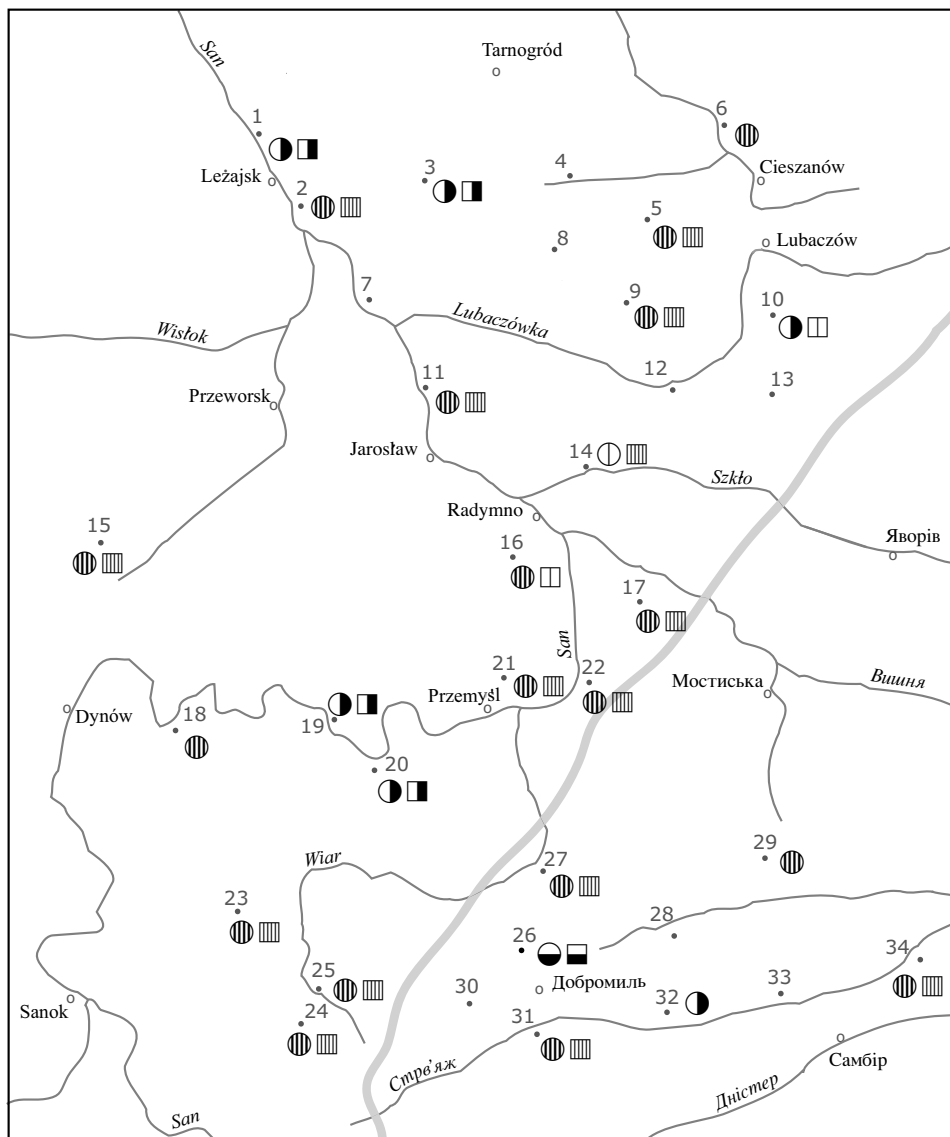 San
Tarnogród
1
6
Leżajsk
3
4
Cieszanów
2
5
8
Lubaczów
7
9
10
Wisłok
Lubaczówka
12
13
11
Przeworsk
Jarosław
14
Szkło
Radymno
15
16
Яворів
17
San
21
22
Мостиська
Вишня
Dynów
18
19
Przemyśl
20
Wiar
27
29
23
28
26
34
25
Добромиль
33
Sanok
30
32
24
31
Стрв'яж
Самбір
Дністер
San